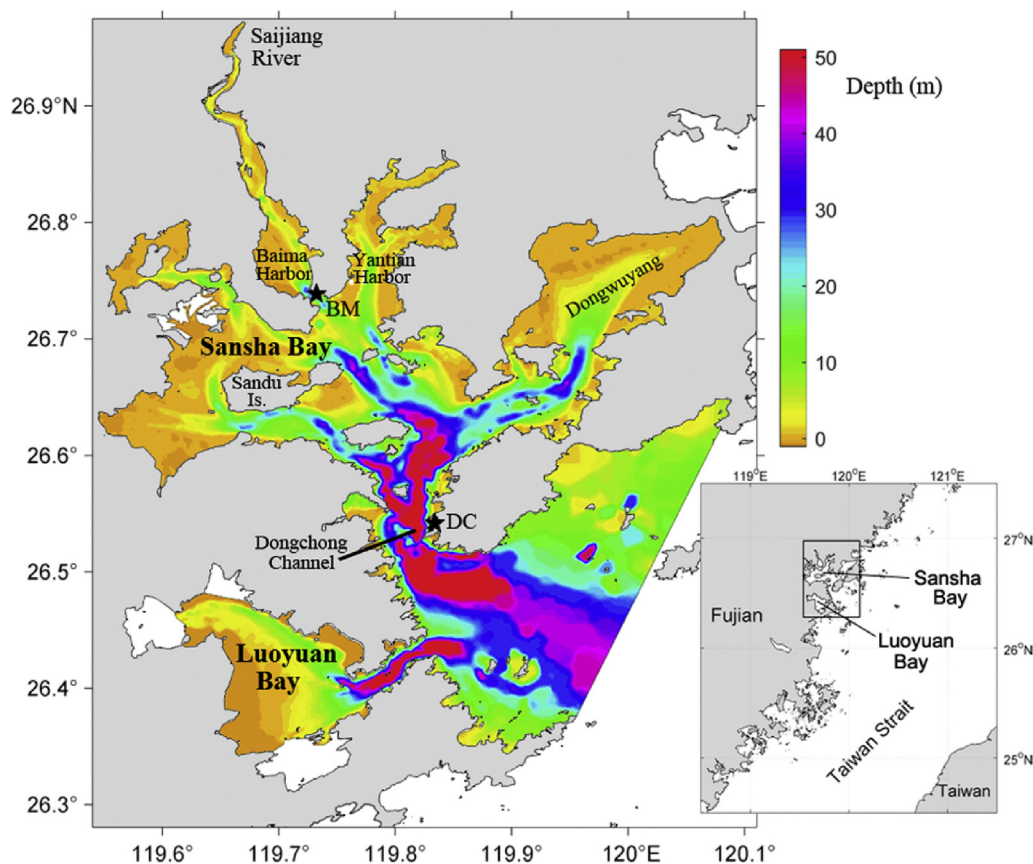 Saijiang
River
50
Depth (m)
40
30
20
10
0
26.9°N
26.8°
26.7°
26.6°
26.5°
26.4°
26.3°
Baima
Harbor
Yantian
Harbor
Dongwuyang
BM
Sansha Bay
Sandu
Is.
DC
Dongchong
Channel
Luoyuan
Bay
119.6°
119.7°
119.8°
119.9°
120°E
120.1°
119°E
120°E
121°E
27°N
26°N
25°N
Sansha
Bay
Fujian
Luoyuan
Bay
Taiwan Strait
Taiwan